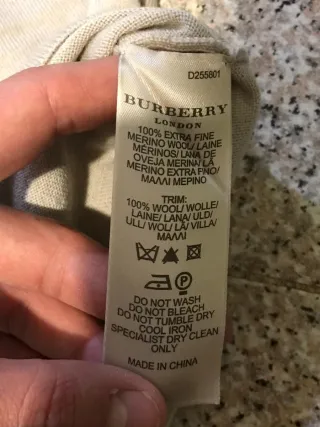 D255801
BURBERRY
LONDON
100% EXTRA FINE
MERINO WOOL/ LAINE
MÉRINOS/ LANA DE
OVEJA MERINA/ LA
MERINO EXTRA FINO/
ΜΑΛΛΙ ΜΕΡΙΝΟ
TRIM:
100% WOOL/ WOLLE/
LAINE/ LANA/ ULD/
ULL/ WOL/ LÃ/ VILLA/
ΜΑΛΛΙ
P
DO NOT WASH
DO NOT BLEACH
DO NOT TUMBLE DRY
COOL IRON
SPECIALIST DRY CLEAN
ONLY
MADE IN CHINA